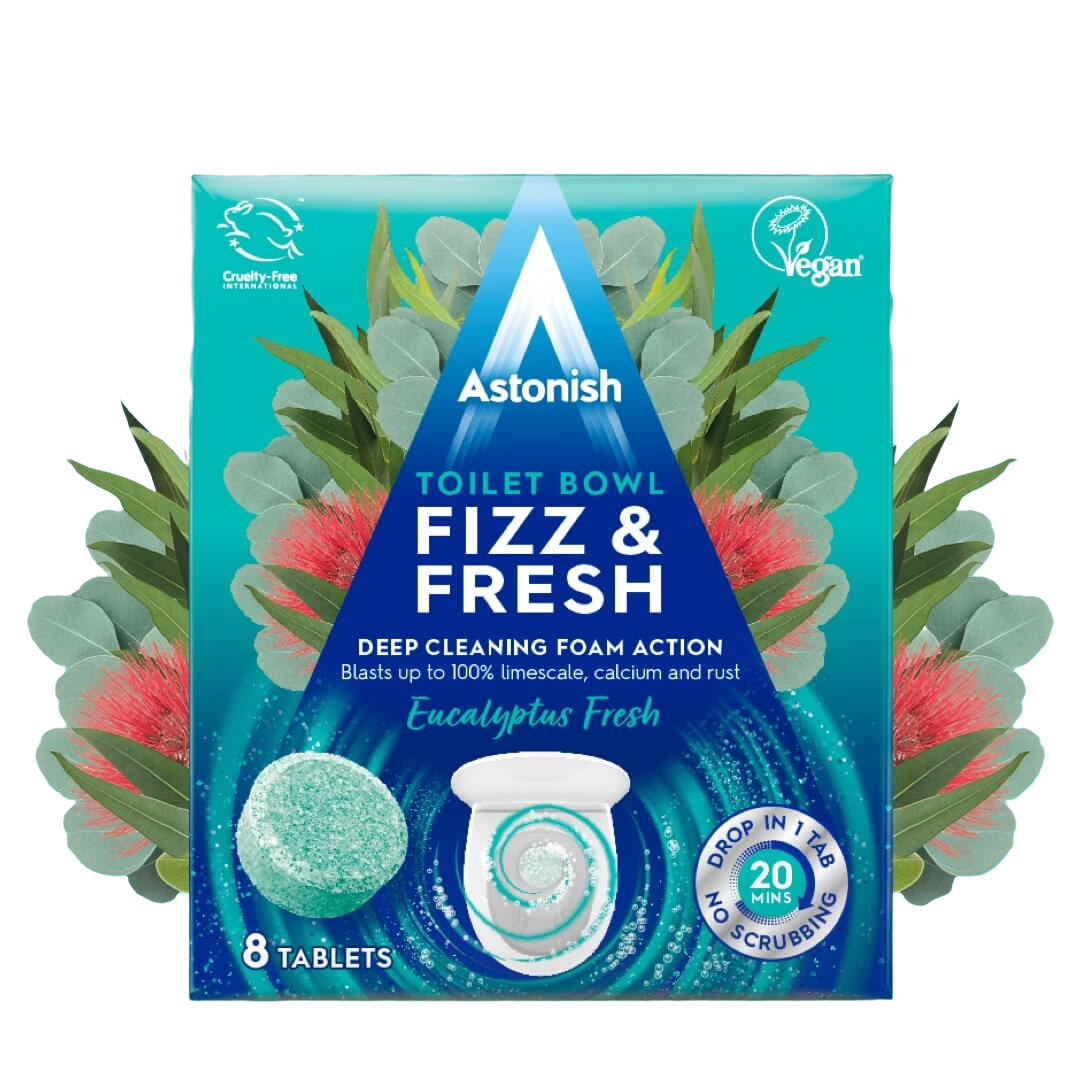 Cruelty-Free
INTERNATIONAL
Vegan
Astonish
TOILET BOWL
FIZZ &
FRESH
DEEP CLEANING FOAM ACTION
Blasts up to 100% limescale, calcium and rust
Eucalyptus Fresh
DROP IN 1 TAB
20
MINS
NO SCRUBBING
8 TABLETS